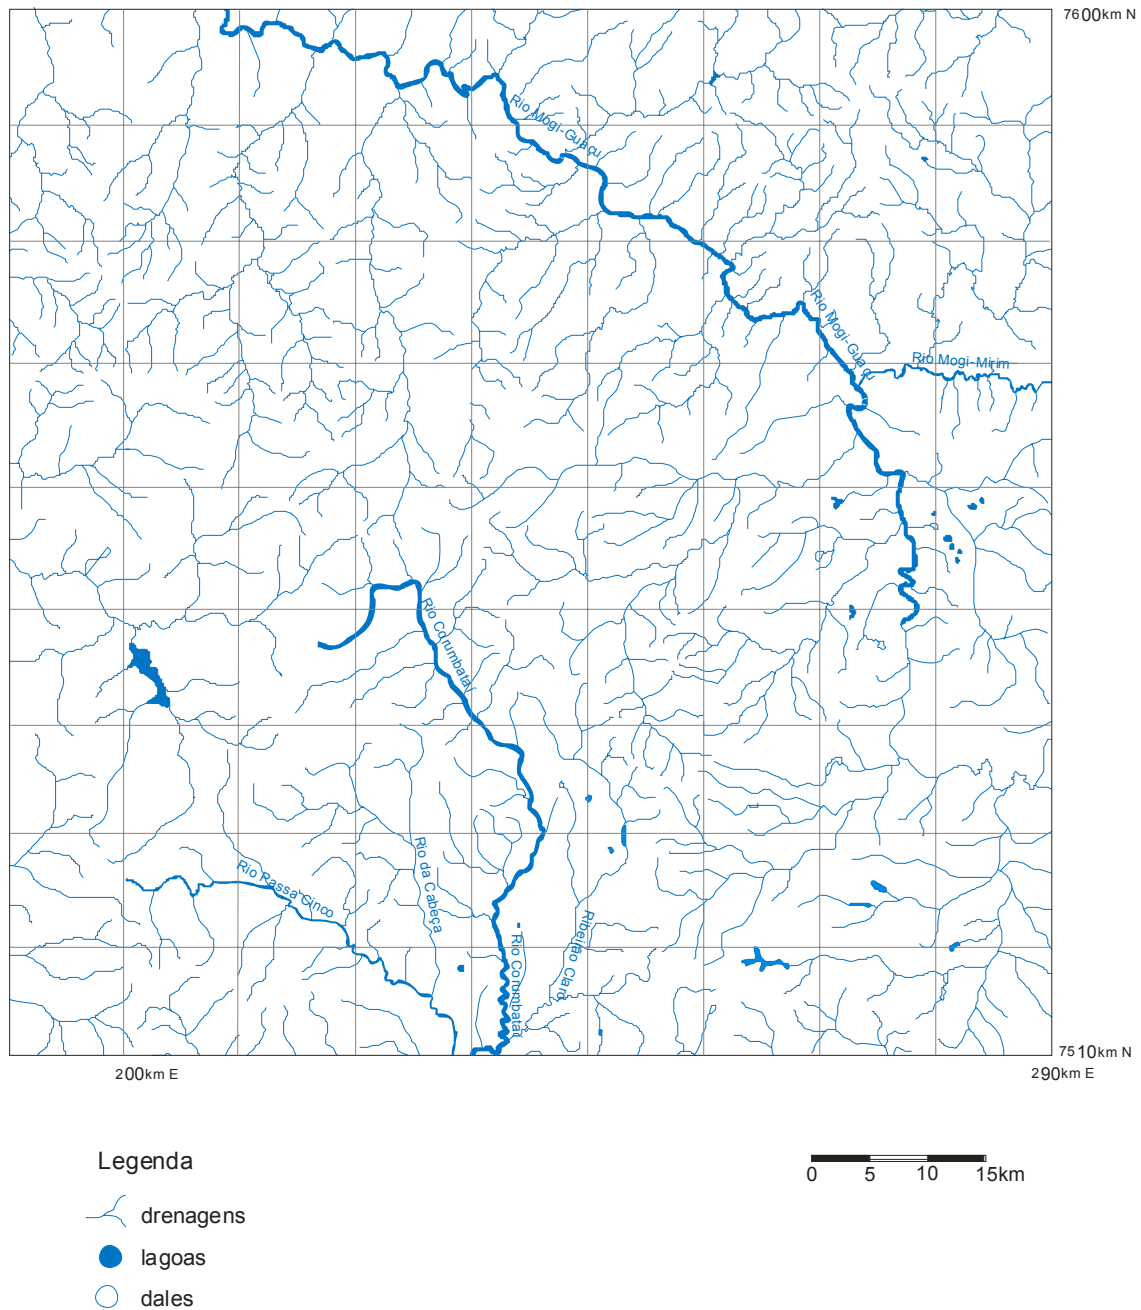 7600km N
Rio Mogi-Guaçu
Rio Mogi-Guaçu
Rio Mogi-Mirim
Rio Corumbataí
Rio da Cabeça
Rio Passa Cinco
Ribeirão Claro
Rio Corumbataí
7510km N
200km E
290km E
Legenda
0 5 10 15km
drenagens
lagoas
dales